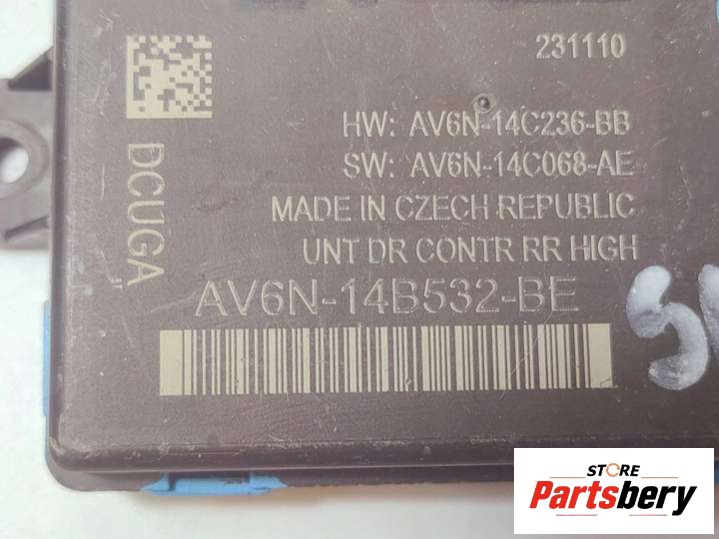 231110
HW: AV6N-14C236-BB
SW: AV6N-14C068-AE
MADE IN CZECH REPUBLIC
UNT DR CONTR RR HIGH
AV6N-14B532-BE
DCUGA
STORE
Partsbery